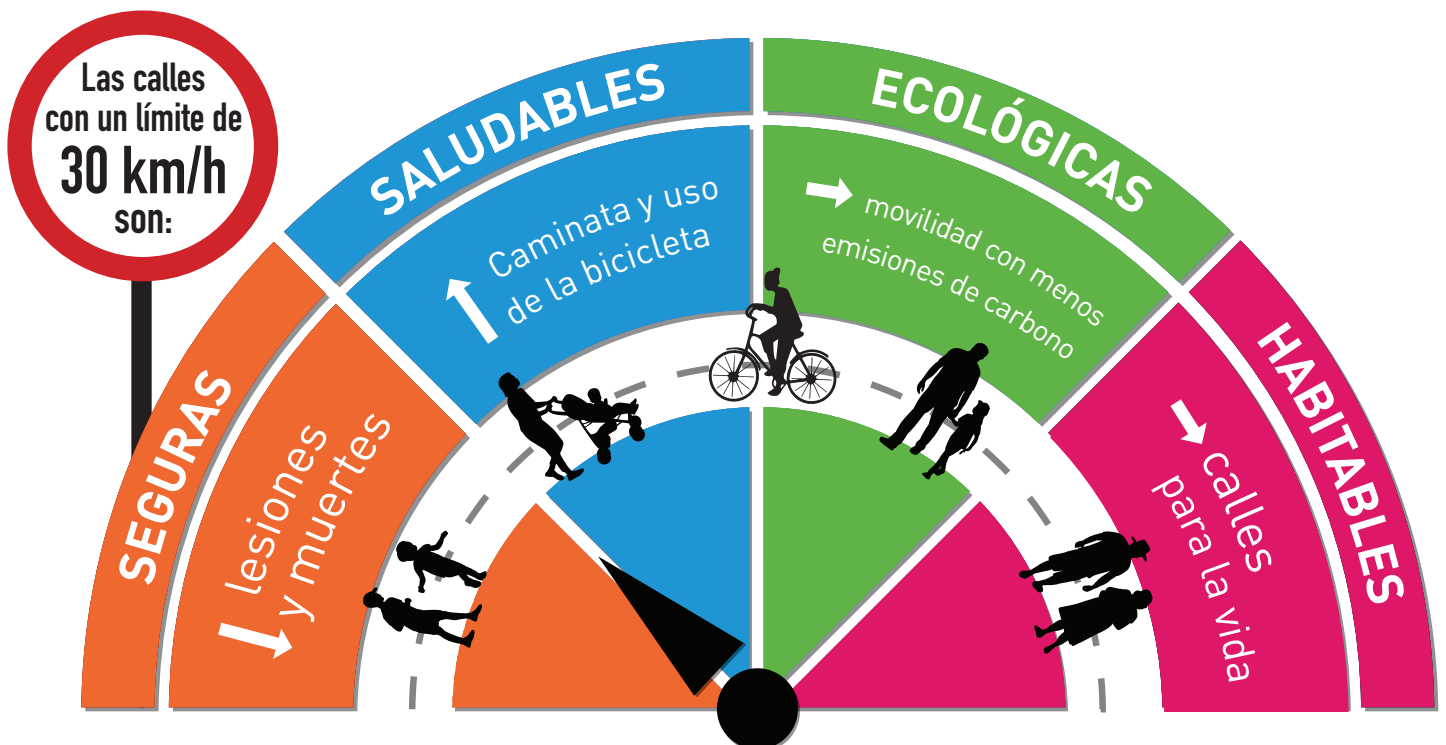 Las calles
con un límite de
30 km/h
son:
SEGURAS
lesiones
y muertes
SALUDABLES
Caminata y uso
de la bicicleta
ECOLÓGICAS
movilidad con menos
emisiones de carbono
HABITABLES
calles
para la vida